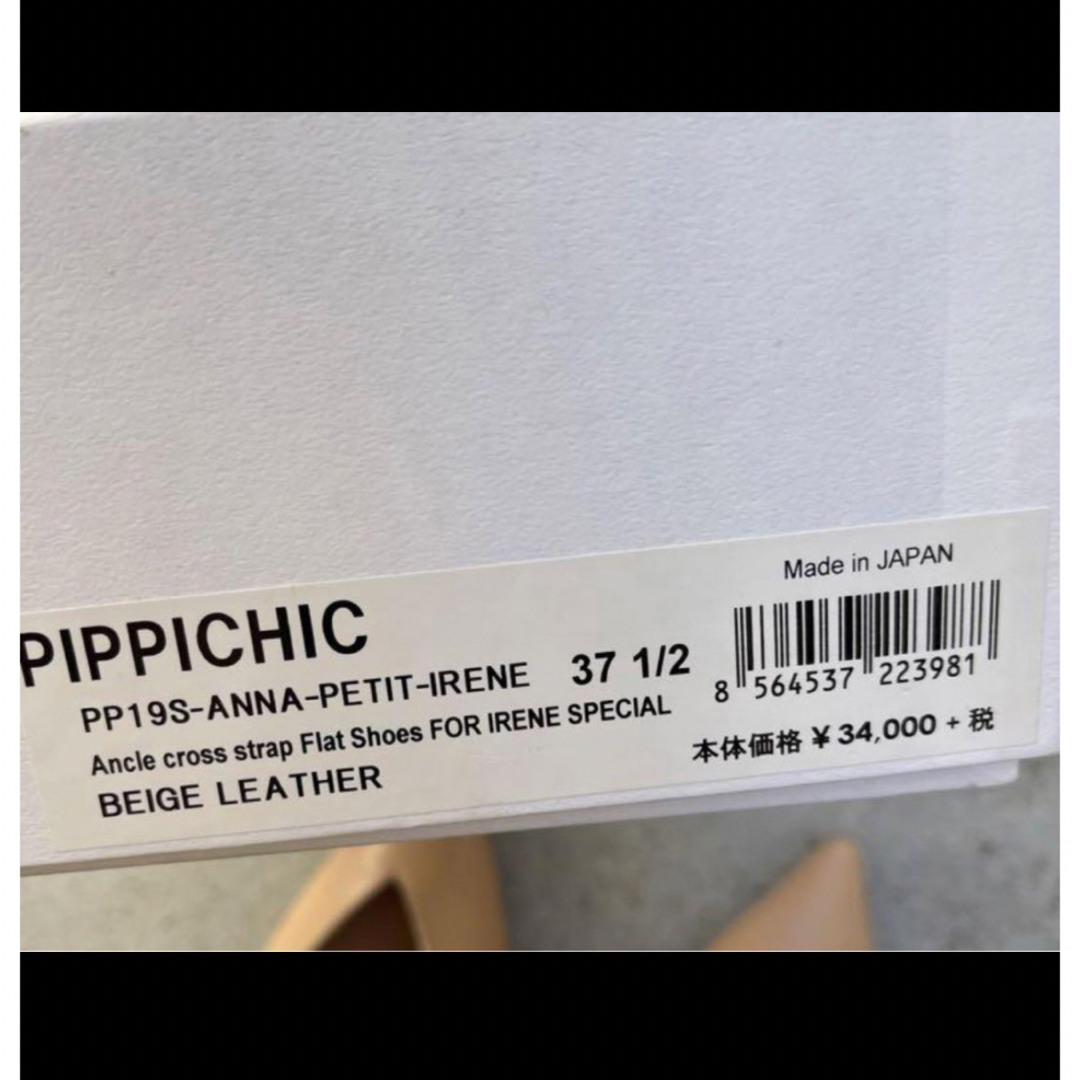 PIPPICHIC
PP19S-ANNA-PETIT-IRENE 37 1/2
Ancle cross strap Flat Shoes FOR IRENE SPECIAL
BEIGE LEATHER
Made in JAPAN
8 564537 223981
本体価格 ¥34,000 + 税